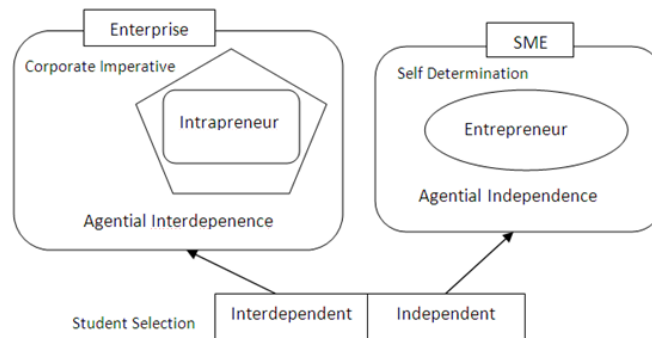 Enterprise
Corporate Imperative
Intrapreneur
Agential Interdepenence
SME
Self Determination
Entrepreneur
Agential Independence
Student Selection
Interdependent
Independent